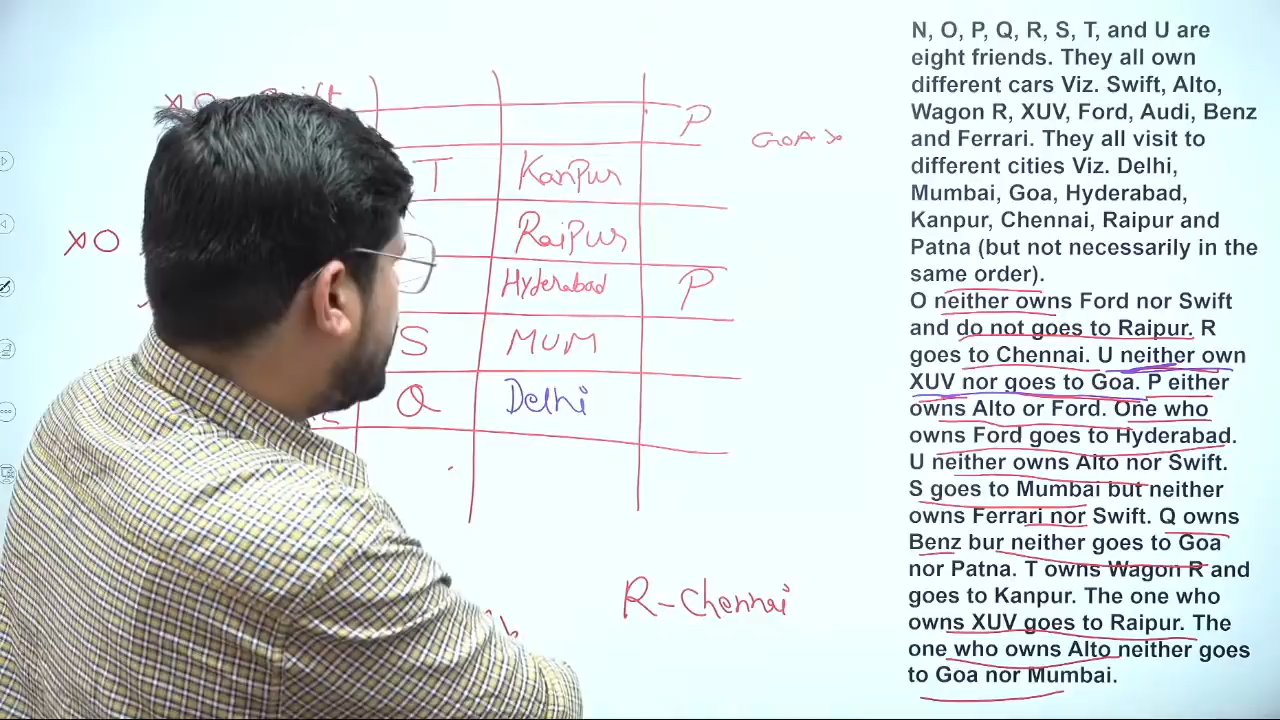 N, O, P, Q, R, S, T, and U are
eight friends. They all own
different cars Viz. Swift, Alto,
Wagon R, XUV, Ford, Audi, Benz
and Ferrari. They all visit to
different cities Viz. Delhi,
Mumbai, Goa, Hyderabad,
Kanpur, Chennai, Raipur and
Patna (but not necessarily in the
same order).
O neither owns Ford nor Swift
and do not goes to Raipur. R
goes to Chennai. U neither own
XUV nor goes to Goa. P either
owns Alto or Ford. One who
owns Ford goes to Hyderabad.
U neither owns Alto nor Swift.
S goes to Mumbai but neither
owns Ferrari nor Swift. Q owns
Benz bur neither goes to Goa
nor Patna. T owns Wagon R and
goes to Kanpur. The one who
owns XUV goes to Raipur. The
one who owns Alto neither goes
to Goa nor Mumbai.
xO
P
GOA x
T Kanpur
xO Raipur
Hyderabad P
S MUM
Q Delhi
R-Chennai